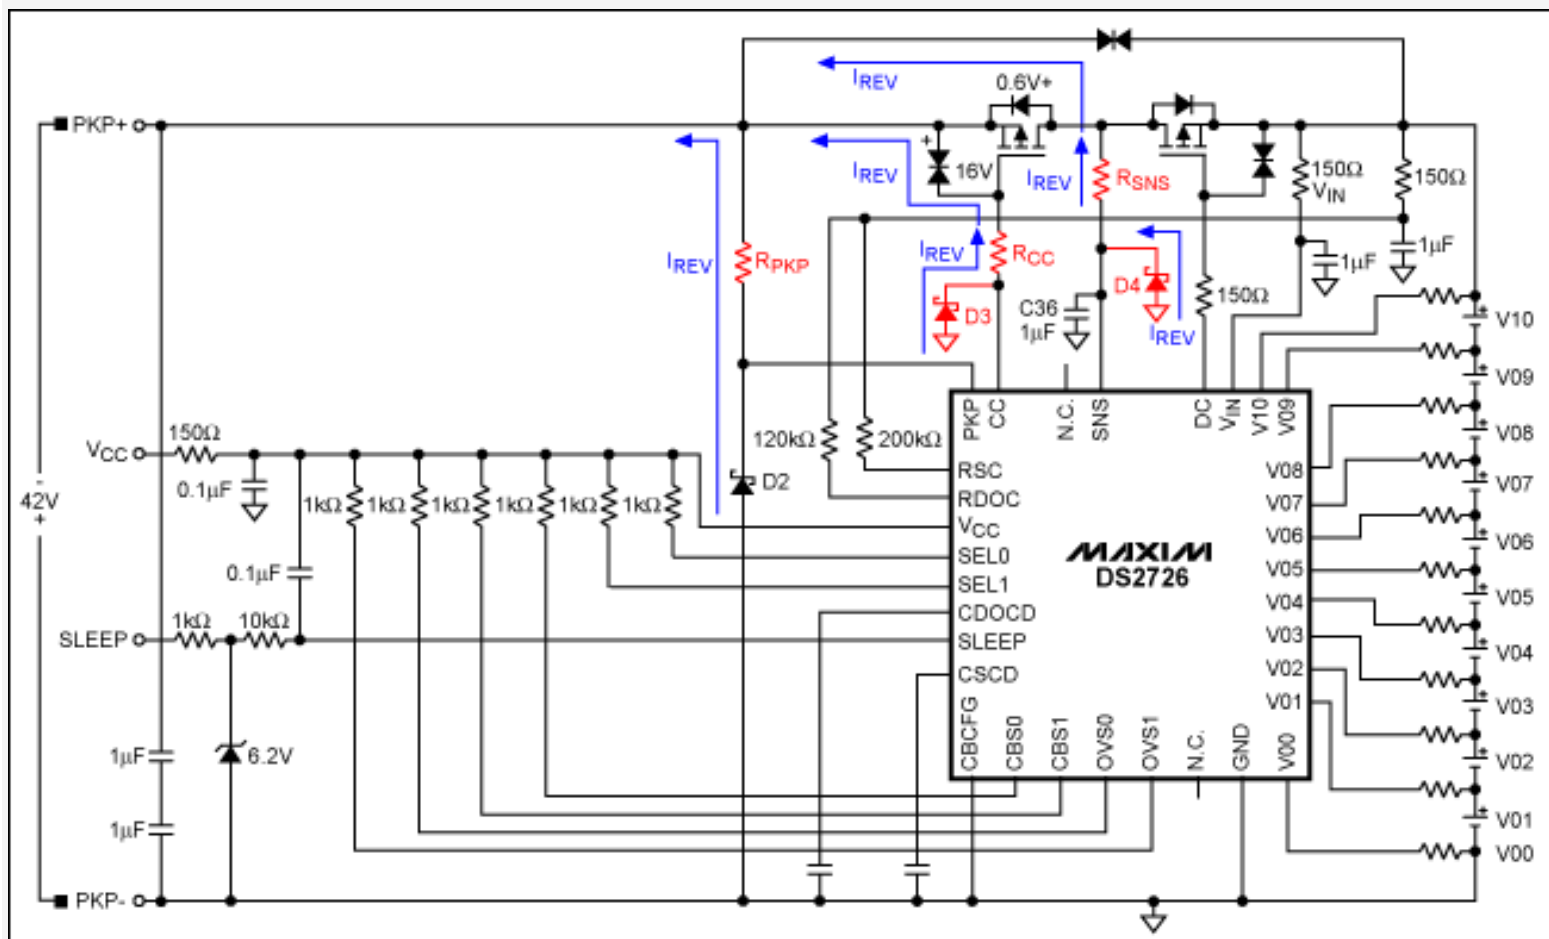 I_REV
0.6V+
PKP+
+
16V
I_REV
I_REV
R_SNS
150Ω
V_IN
150Ω
I_REV
R_PKP
I_REV
R_CC
1μF
1μF
D3
C36
1μF
D4
I_REV
150Ω
V10
V09
V08
V07
V06
V05
V04
V03
V02
V01
V00
+
+
+
+
+
+
+
+
+
+
PKP
CC
N.C.
SNS
DC
V_IN
V10
V09
V_CC
150Ω
0.1μF
1kΩ
1kΩ
1kΩ
1kΩ
1kΩ
1kΩ
120kΩ
200kΩ
D2
-
42V
+
RSC
RDOC
V_CC
SEL0
SEL1
CDOCD
SLEEP
CSCD
MAXIM
DS2726
V08
V07
V06
V05
V04
V03
V02
V01
0.1μF
SLEEP
1kΩ
10kΩ
6.2V
1μF
1μF
CBCFG
CBS0
CBS1
OVS0
OVS1
N.C.
GND
V00
PKP-